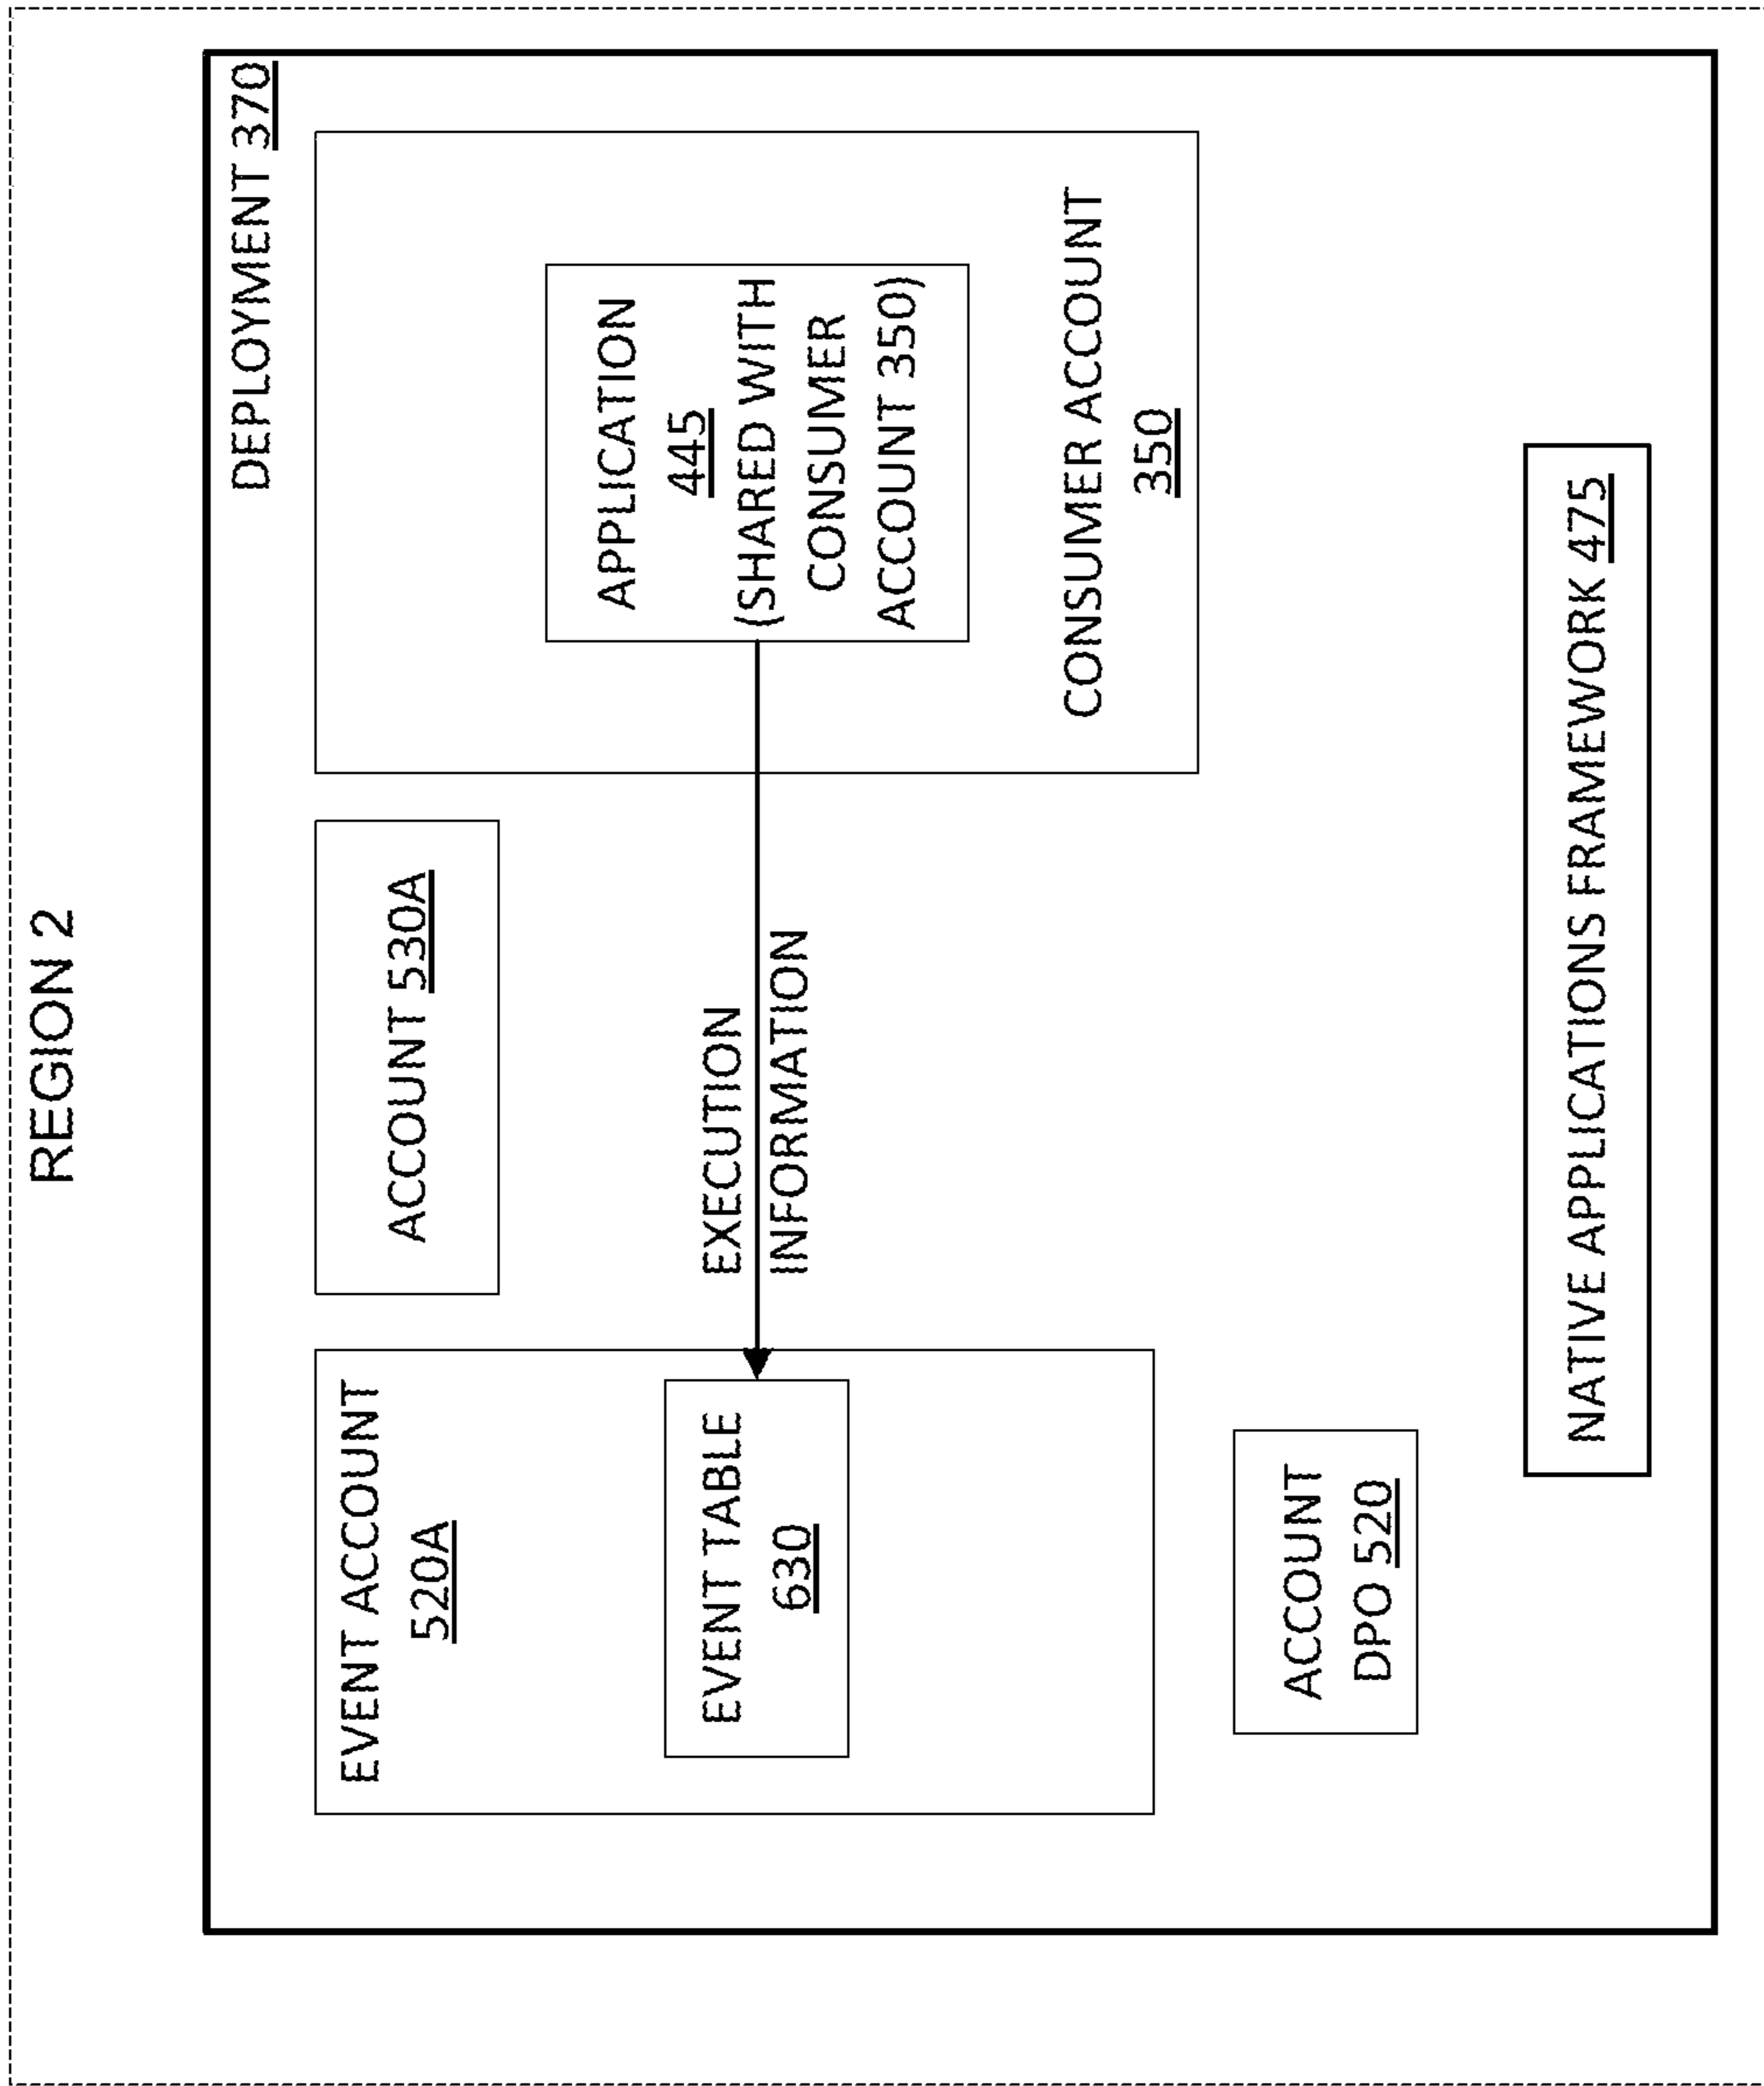 REGION 2
DEPLOYMENT 370
EVENT ACCOUNT
520A
EVENT TABLE
630
ACCOUNT 530A
EXECUTION
INFORMATION
APPLICATION
445
(SHARED WITH
CONSUMER
ACCOUNT 350)
CONSUMER ACCOUNT
350
ACCOUNT
DPO 520
NATIVE APPLICATIONS FRAMEWORK 475